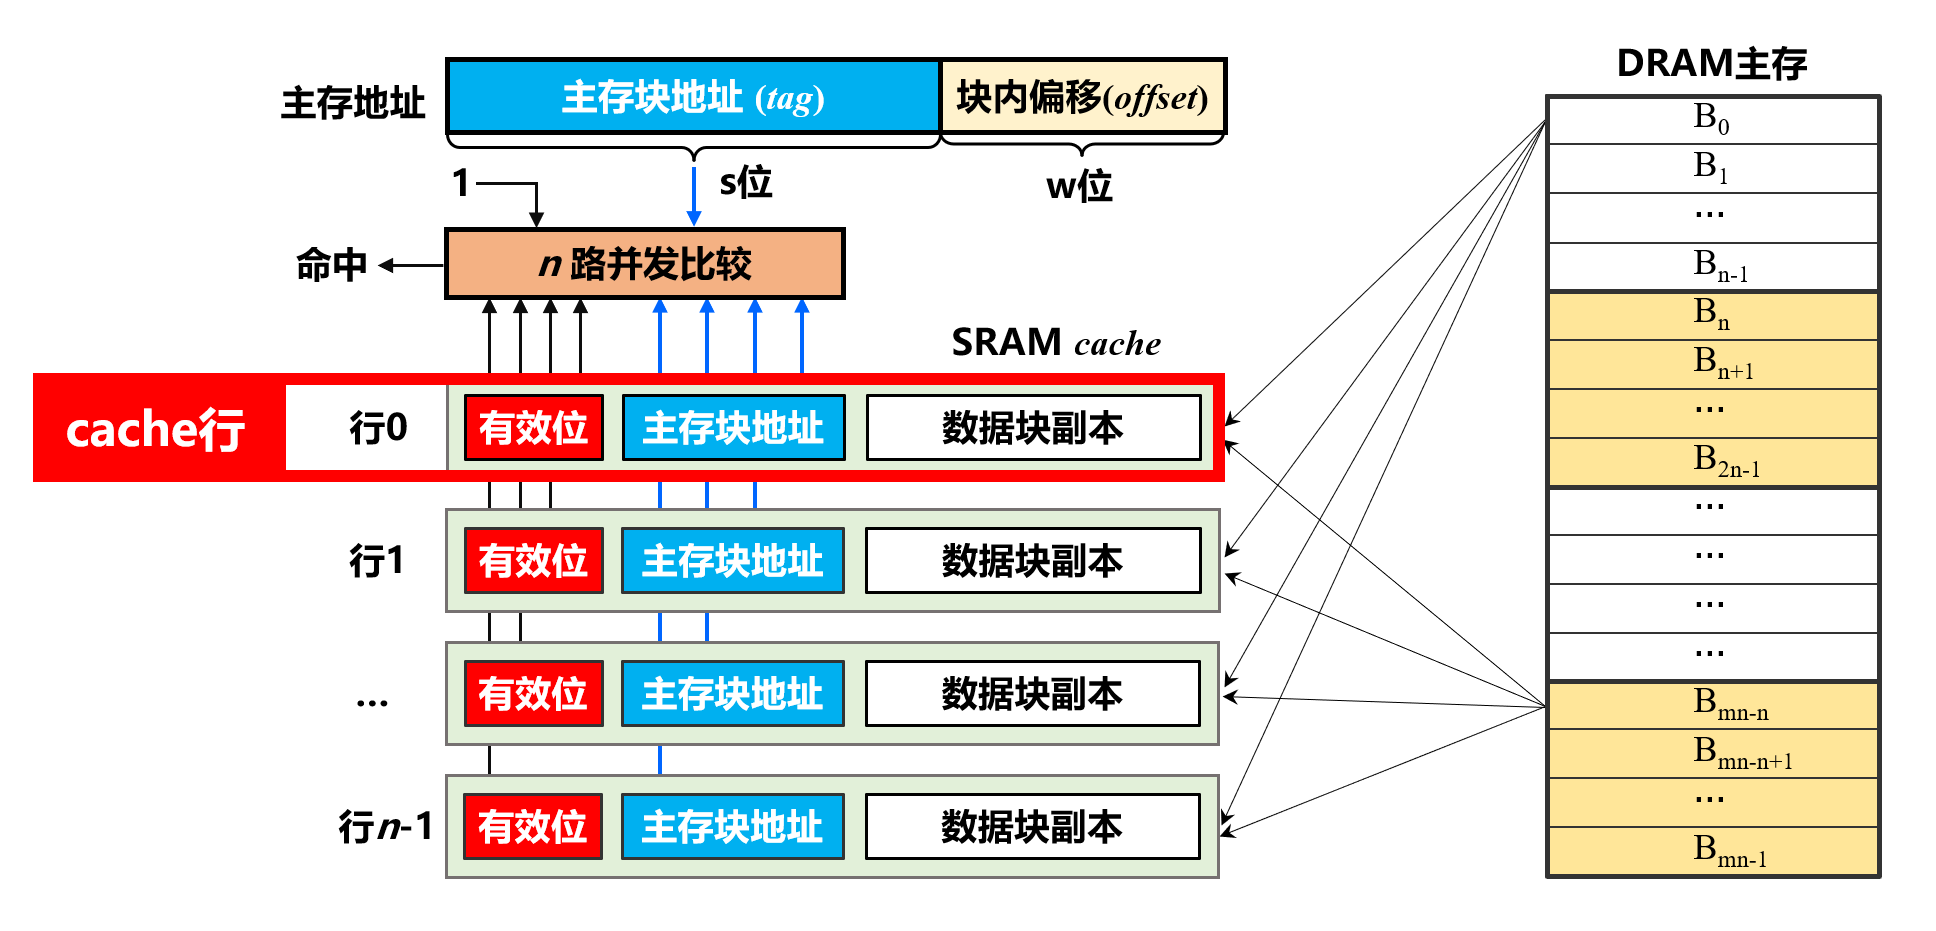 DRAM主存
主存地址
主存块地址 (tag)
块内偏移(offset)
1
s位
w位
命中
n 路并发比较
SRAM cache
cache行
行0
有效位
主存块地址
数据块副本
行1
有效位
主存块地址
数据块副本
...
有效位
主存块地址
数据块副本
行n-1
有效位
主存块地址
数据块副本
B0
B1
...
Bn-1
Bn
Bn+1
...
B2n-1
...
...
...
...
Bmn-n
Bmn-n+1
...
Bmn-1